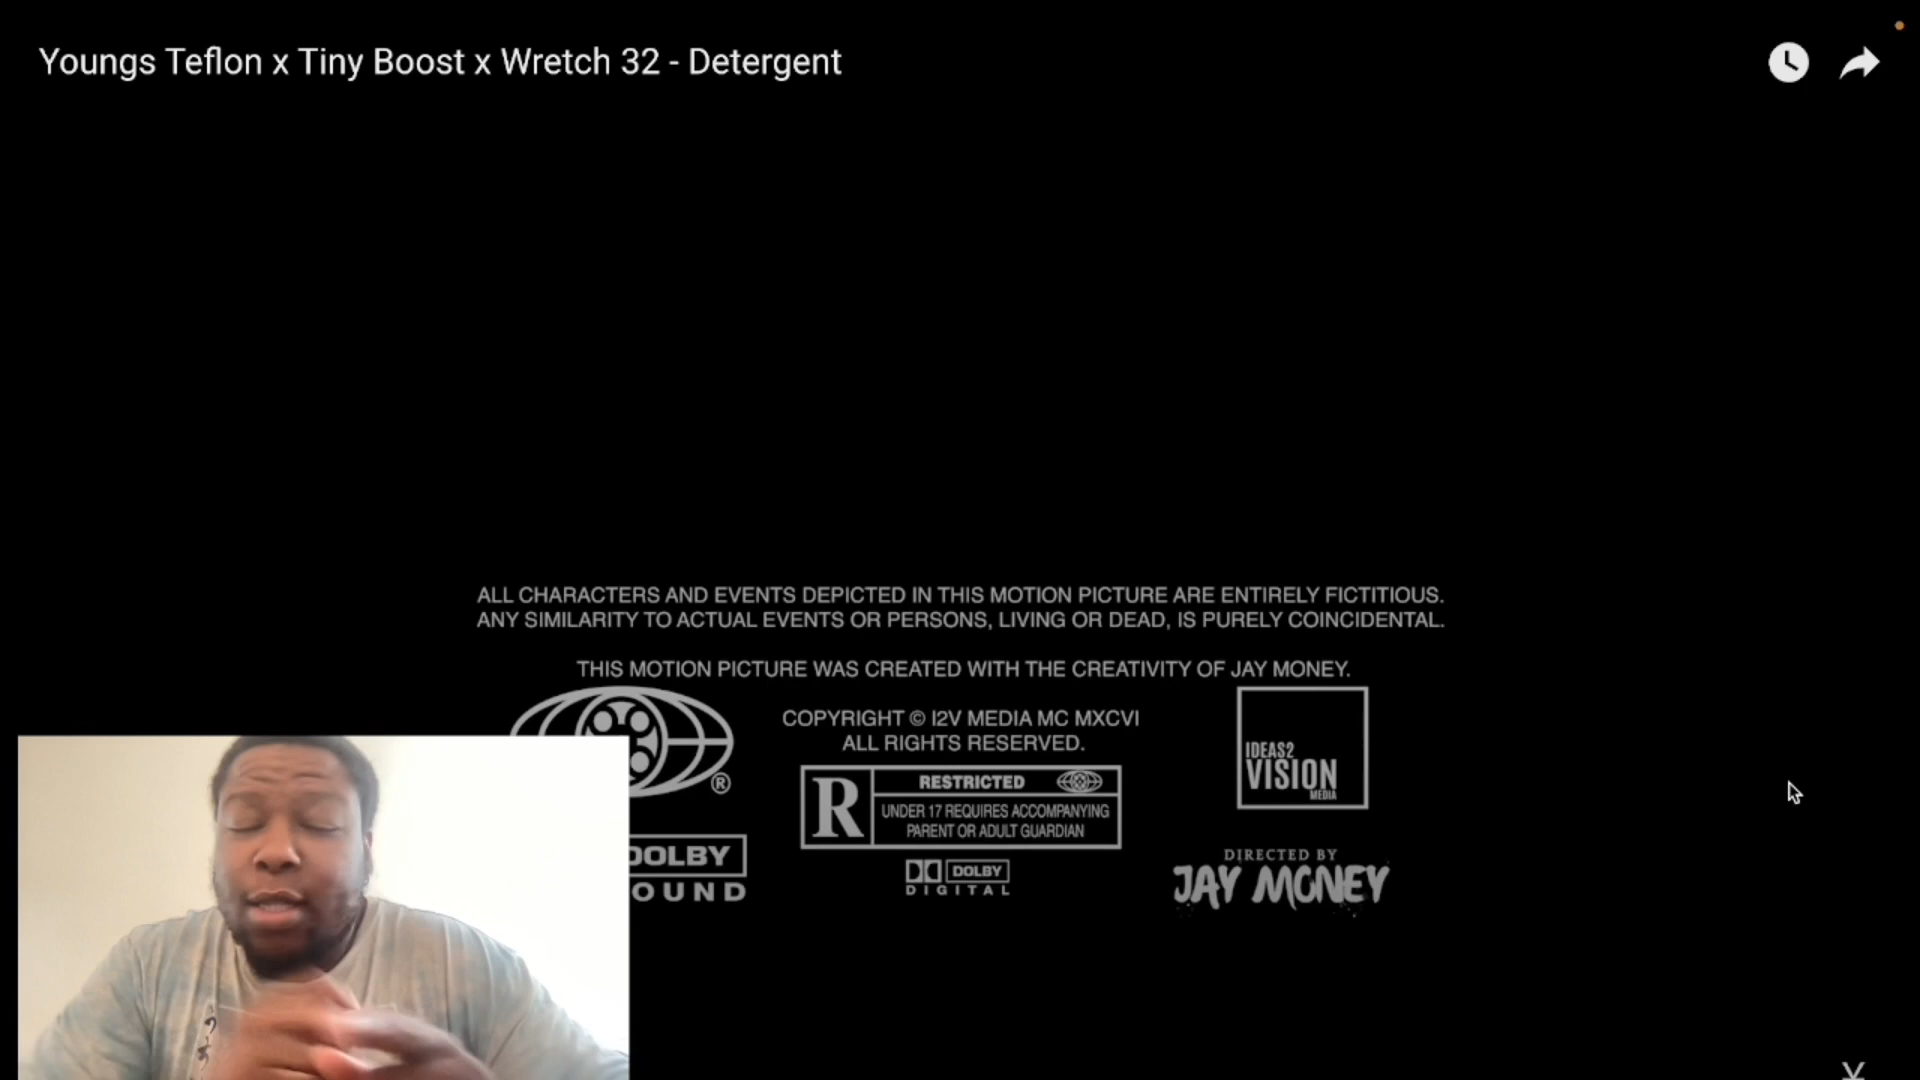 Youngs Teflon x Tiny Boost x Wretch 32 - Detergent
ALL CHARACTERS AND EVENTS DEPICTED IN THIS MOTION PICTURE ARE ENTIRELY FICTITIOUS.
ANY SIMILARITY TO ACTUAL EVENTS OR PERSONS, LIVING OR DEAD, IS PURELY COINCIDENTAL.
THIS MOTION PICTURE WAS CREATED WITH THE CREATIVITY OF JAY MONEY.
®
COPYRIGHT © I2V MEDIA MC MXCVI
ALL RIGHTS RESERVED.
IDEAS2
VISION
MEDIA
R
RESTRICTED
UNDER 17 REQUIRES ACCOMPANYING
PARENT OR ADULT GUARDIAN
DOLBY
OUND
DOLBY
DIGITAL
DIRECTED BY
JAY MONEY